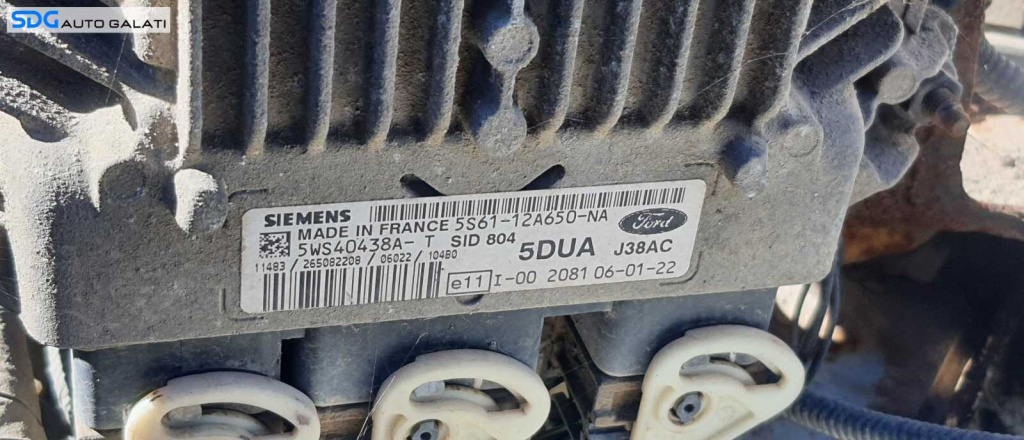 SDG AUTO GALATI
SIEMENS
MADE IN FRANCE 5S61-12A650-NA
5WS40438A- T SID 804
Ford
5DUA J38AC
11483 / 265082208 / 06022 / 104B0
e11 I-00 2081 06-01-22